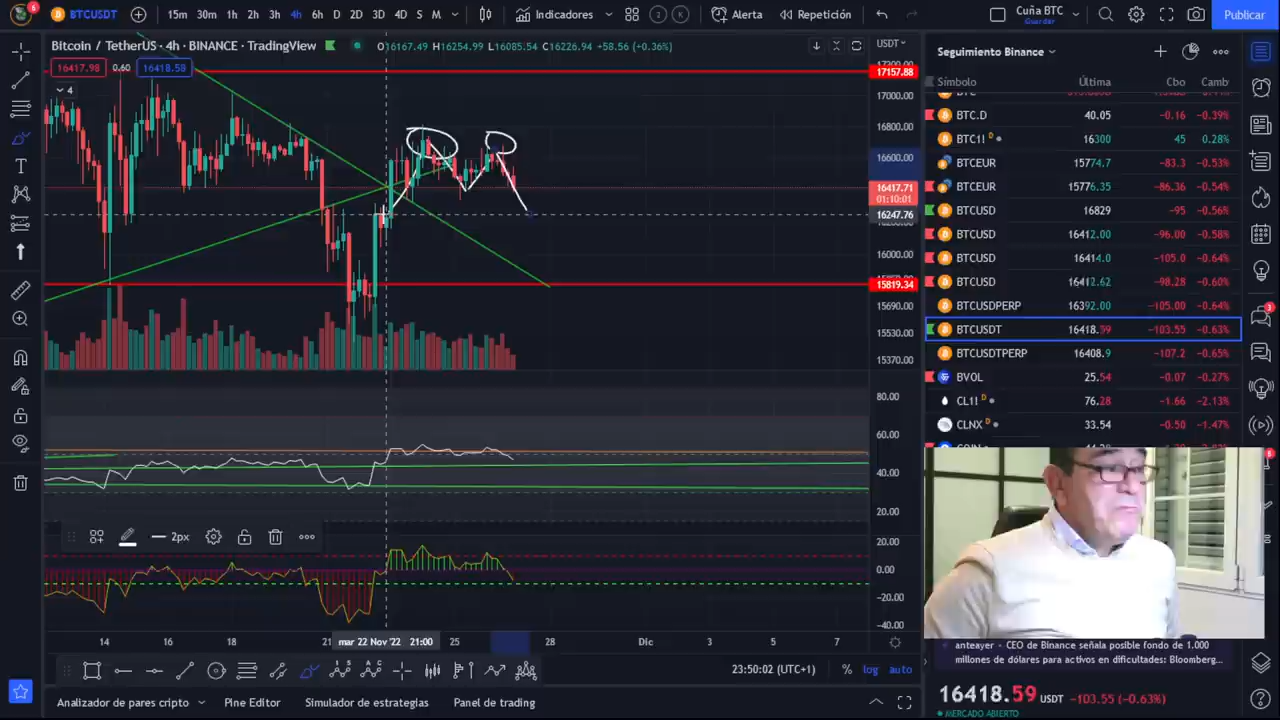 6
BTCUSDT
15m 30m 1h 2h 3h 4h 6h D 2D 3D 4D S M
Indicadores
2 K
Alerta
Repetición
Cuña BTC
Guardar
Publicar
Bitcoin / TetherUS · 4h · BINANCE · TradingView
O16167.49 H16254.99 L16085.54 C16226.94 +58.56 (+0.36%)
USDT
Seguimiento Binance
16417.98 0.60 16418.58
4
17157.88
17000.00
16800.00
16600.00
16417.71
01:10:01
16247.76
16000.00
15819.34
15690.00
15530.00
15370.00
80.00
60.00
40.00
20.00
2px
20.00
0.00
−20.00
−40.00
14 16 18 21 mar 22 Nov '22 21:00 25 28 Dic 3 5 7
Símbolo Última Cbo Camb
BTC.D 40.05 −0.16 −0.39%
BTC1! D 16300 45 0.28%
BTCEUR 15774.7 −83.3 −0.53%
BTCEUR 15776.35 −86.36 −0.54%
BTCUSD 16829 −95 −0.56%
BTCUSD 16412.00 −96.00 −0.58%
BTCUSD 16414.0 −105.0 −0.64%
BTCUSD 16412.62 −98.28 −0.60%
BTCUSDPERP 16392.00 −105.00 −0.64%
BTCUSDT 16418.59 −103.55 −0.63%
BTCUSDTPERP 16408.9 −107.2 −0.65%
BVOL 25.54 −0.07 −0.27%
CL1! D 76.28 −1.66 −2.13%
CLNX D 33.54 −0.50 −1.47%
3
anteayer - CEO de Binance señala posible fondo de 1.000
millones de dólares para activos en dificultades: Bloomberg...
23:50:02 (UTC+1)
% log auto
Analizador de pares cripto
Pine Editor
Simulador de estrategias
Panel de trading
16418.59 USDT −103.55 (−0.63%)
MERCADO ABIERTO